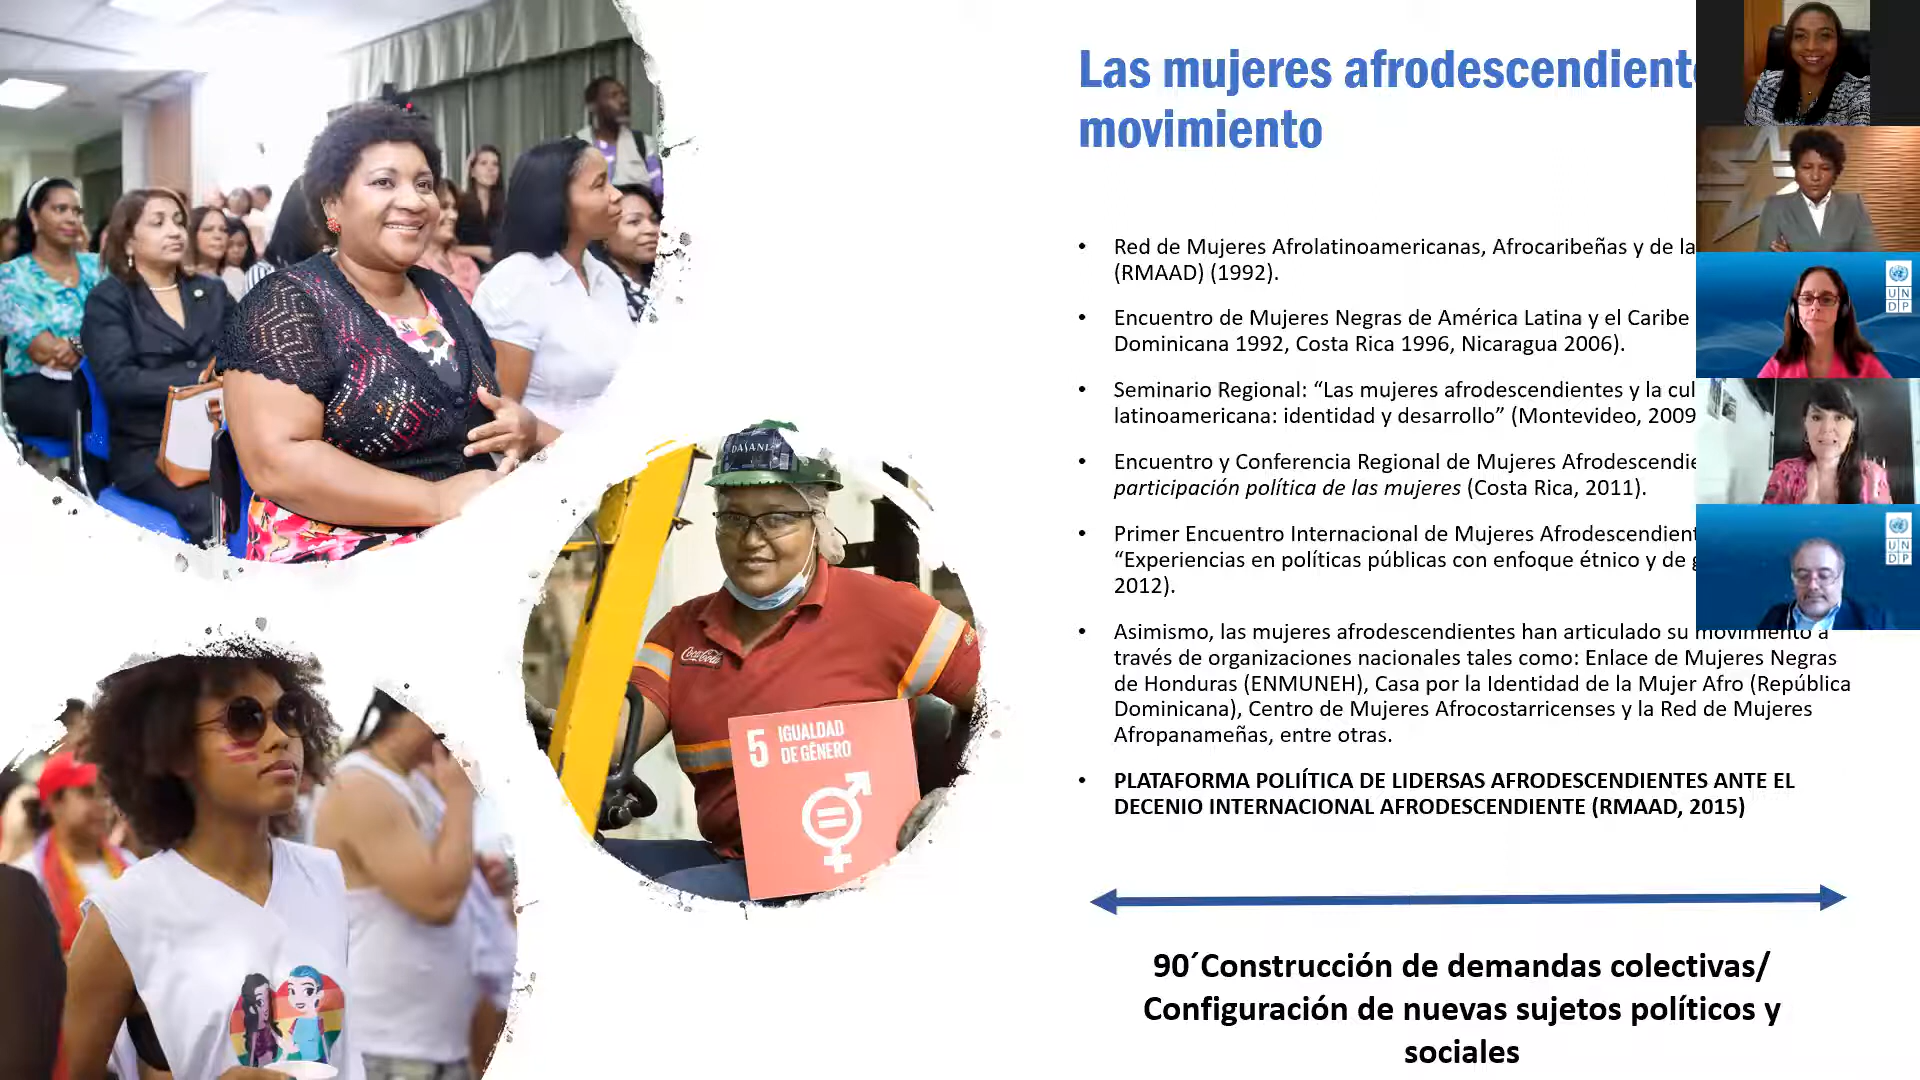 Las mujeres afrodescendient
movimiento
• Red de Mujeres Afrolatinoamericanas, Afrocaribeñas y de la
(RMAAD) (1992).
• Encuentro de Mujeres Negras de América Latina y el Caribe
Dominicana 1992, Costa Rica 1996, Nicaragua 2006).
• Seminario Regional: “Las mujeres afrodescendientes y la cul
latinoamericana: identidad y desarrollo” (Montevideo, 2009
• Encuentro y Conferencia Regional de Mujeres Afrodescendie
participación política de las mujeres (Costa Rica, 2011).
• Primer Encuentro Internacional de Mujeres Afrodescendient
“Experiencias en políticas públicas con enfoque étnico y de g
2012).
• Asimismo, las mujeres afrodescendientes han articulado su movimiento a
través de organizaciones nacionales tales como: Enlace de Mujeres Negras
de Honduras (ENMUNEH), Casa por la Identidad de la Mujer Afro (República
Dominicana), Centro de Mujeres Afrocostarricenses y la Red de Mujeres
Afropanameñas, entre otras.
• PLATAFORMA POLIÍTICA DE LIDERSAS AFRODESCENDIENTES ANTE EL
DECENIO INTERNACIONAL AFRODESCENDIENTE (RMAAD, 2015)
90´Construcción de demandas colectivas/
Configuración de nuevas sujetos políticos y
sociales
DASANI
Coca-Cola
5 IGUALDAD
DE GÉNERO
UN
DP
UN
DP